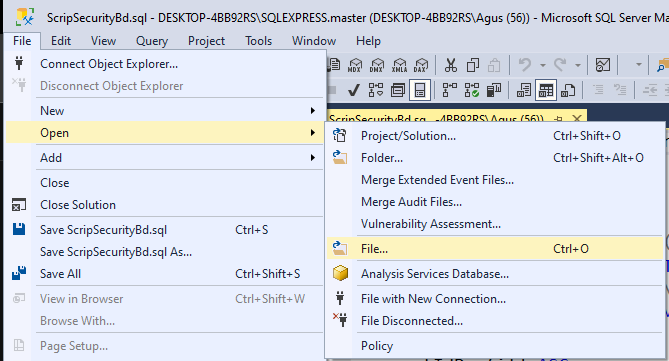 ScripSecurityBd.sql - DESKTOP-4BB92RS\SQLEXPRESS.master (DESKTOP-4BB92RS\Agus (56)) - Microsoft SQL Server
File Edit View Query Project Tools Window Help
Connect Object Explorer...
Disconnect Object Explorer
New
Open
Add
Close
Close Solution
Save ScripSecurityBd.sql Ctrl+S
Save ScripSecurityBd.sql As...
Save All Ctrl+Shift+S
View in Browser Ctrl+Shift+W
Browse With...
Page Setup...
MDX DMX XMLA DAX
ScripSecurityBd.sq...-4BB92RS\Agus (56))
Project/Solution... Ctrl+Shift+O
Folder... Ctrl+Shift+Alt+O
Merge Extended Event Files...
Merge Audit Files...
Vulnerability Assessment...
File... Ctrl+O
Analysis Services Database...
File with New Connection...
File Disconnected...
Policy